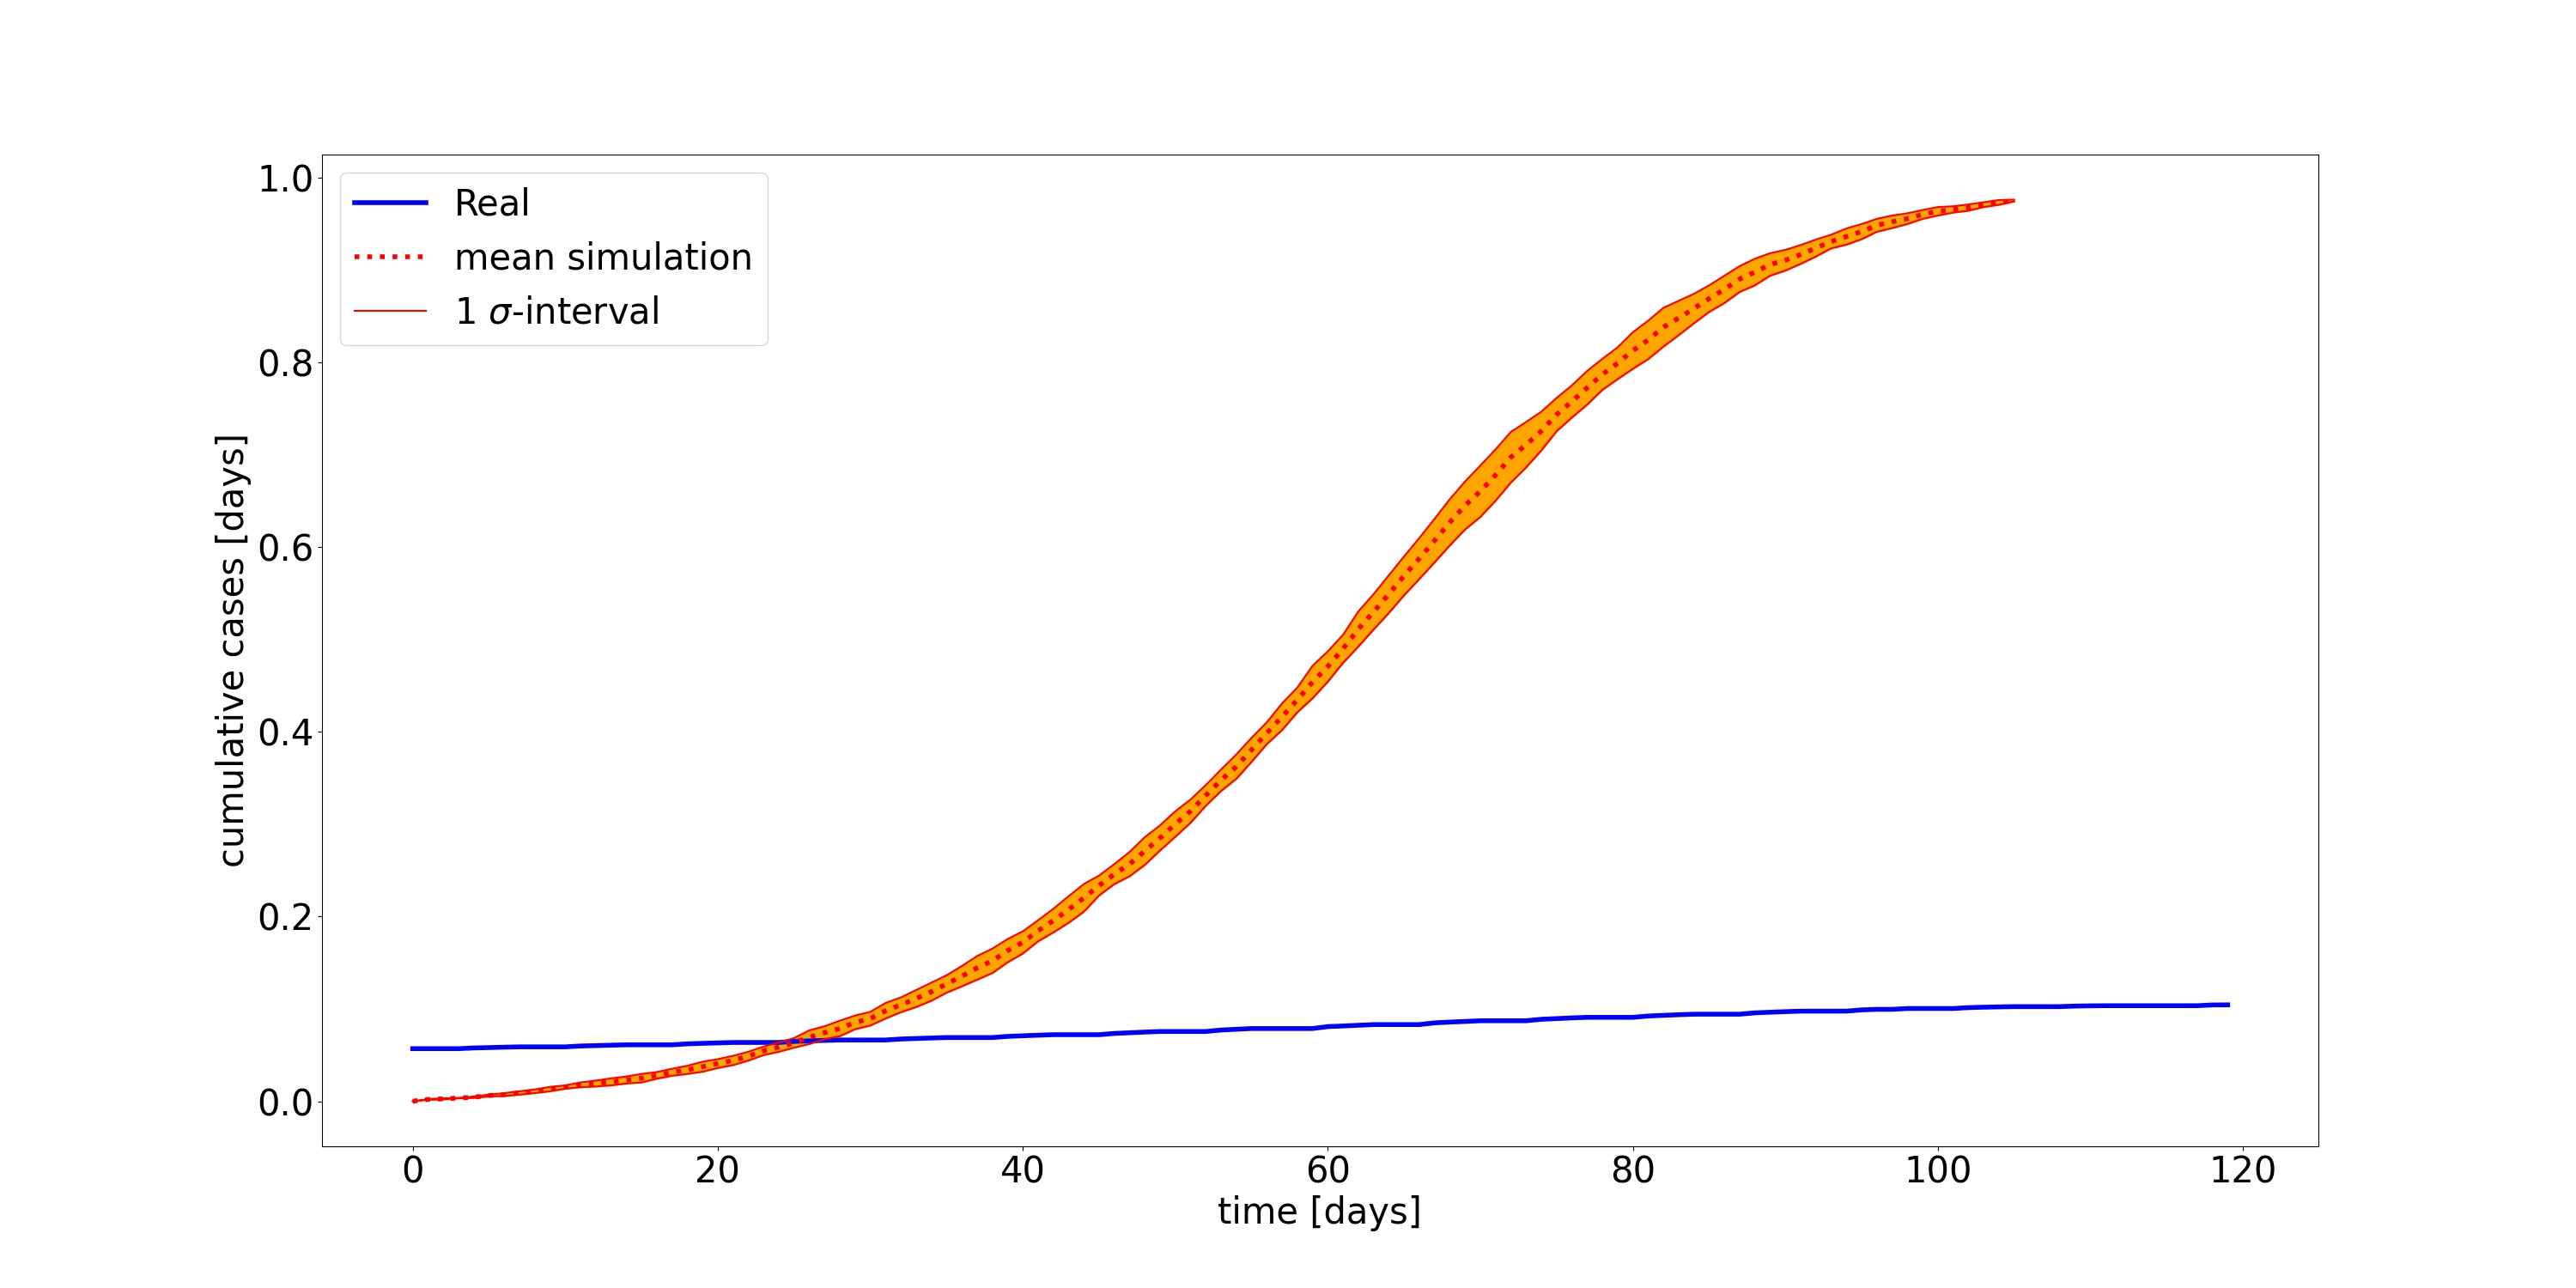 Real
mean simulation
1 σ-interval
cumulative cases [days]
1.0
0.8
0.6
0.4
0.2
0.0
0 20 40 60 80 100 120
time [days]